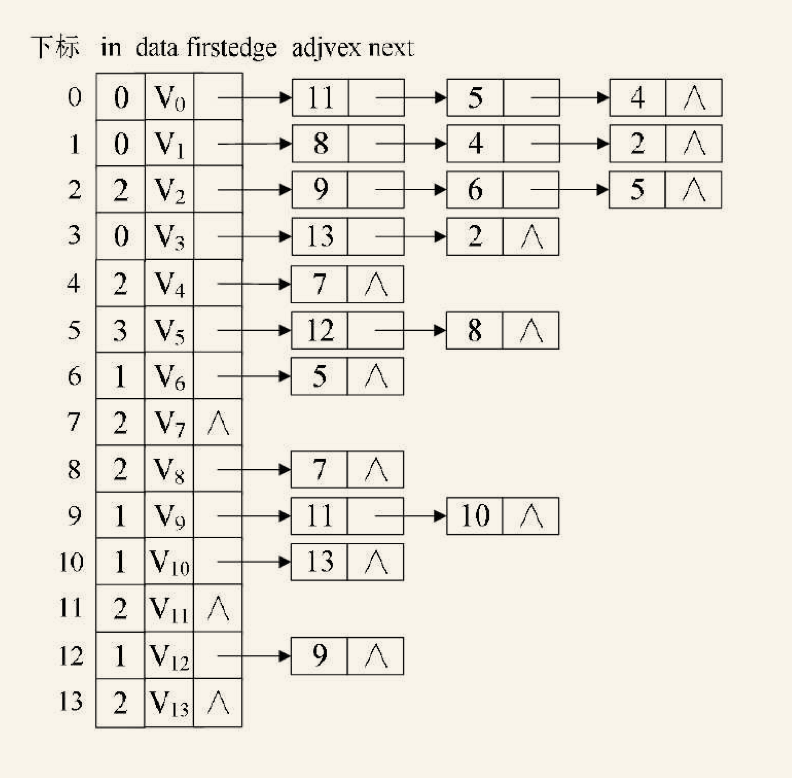 下标 in data firstedge adjvex next
0 0 V₀ 11 5 4 ∧
1 0 V₁ 8 4 2 ∧
2 2 V₂ 9 6 5 ∧
3 0 V₃ 13 2 ∧
4 2 V₄ 7 ∧
5 3 V₅ 12 8 ∧
6 1 V₆ 5 ∧
7 2 V₇ ∧
8 2 V₈ 7 ∧
9 1 V₉ 11 10 ∧
10 1 V₁₀ 13 ∧
11 2 V₁₁ ∧
12 1 V₁₂ 9 ∧
13 2 V₁₃ ∧